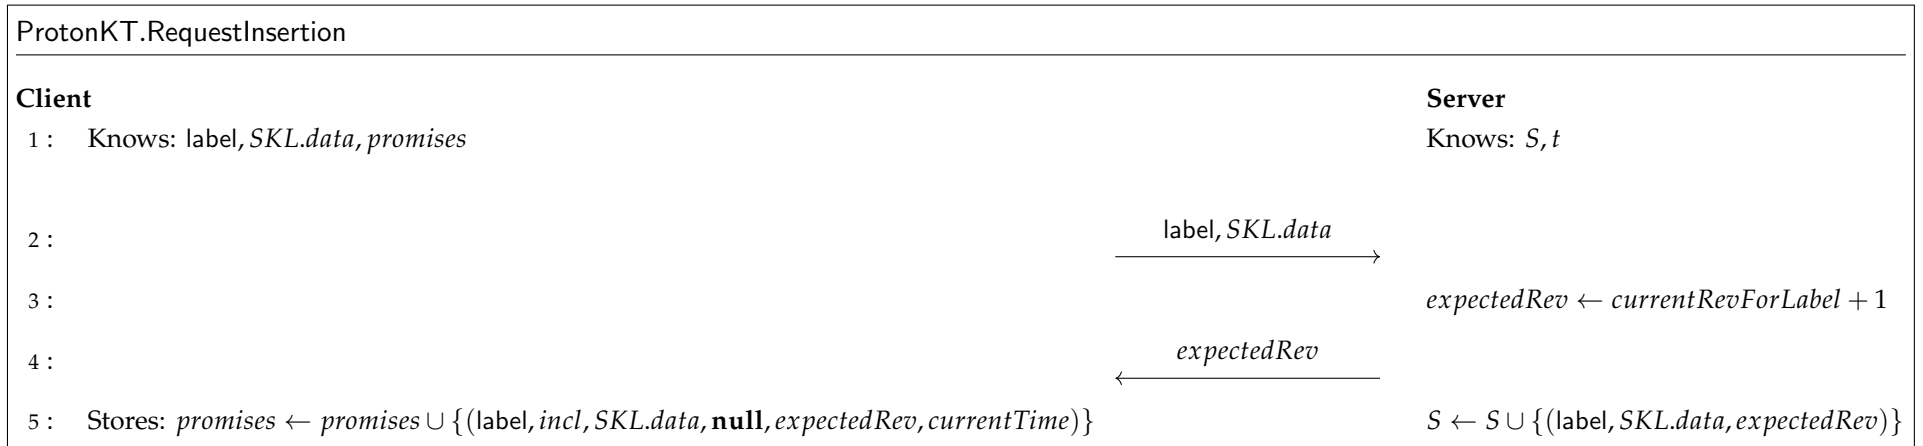 ProtonKT.RequestInsertion
Client Server
1 : Knows: label, SKL.data, promises Knows: S, t
2 : label, SKL.data
3 : expectedRev ← currentRevForLabel + 1
4 : expectedRev
5 : Stores: promises ← promises ∪ {(label, incl, SKL.data, null, expectedRev, currentTime)} S ← S ∪ {(label, SKL.data, expectedRev)}